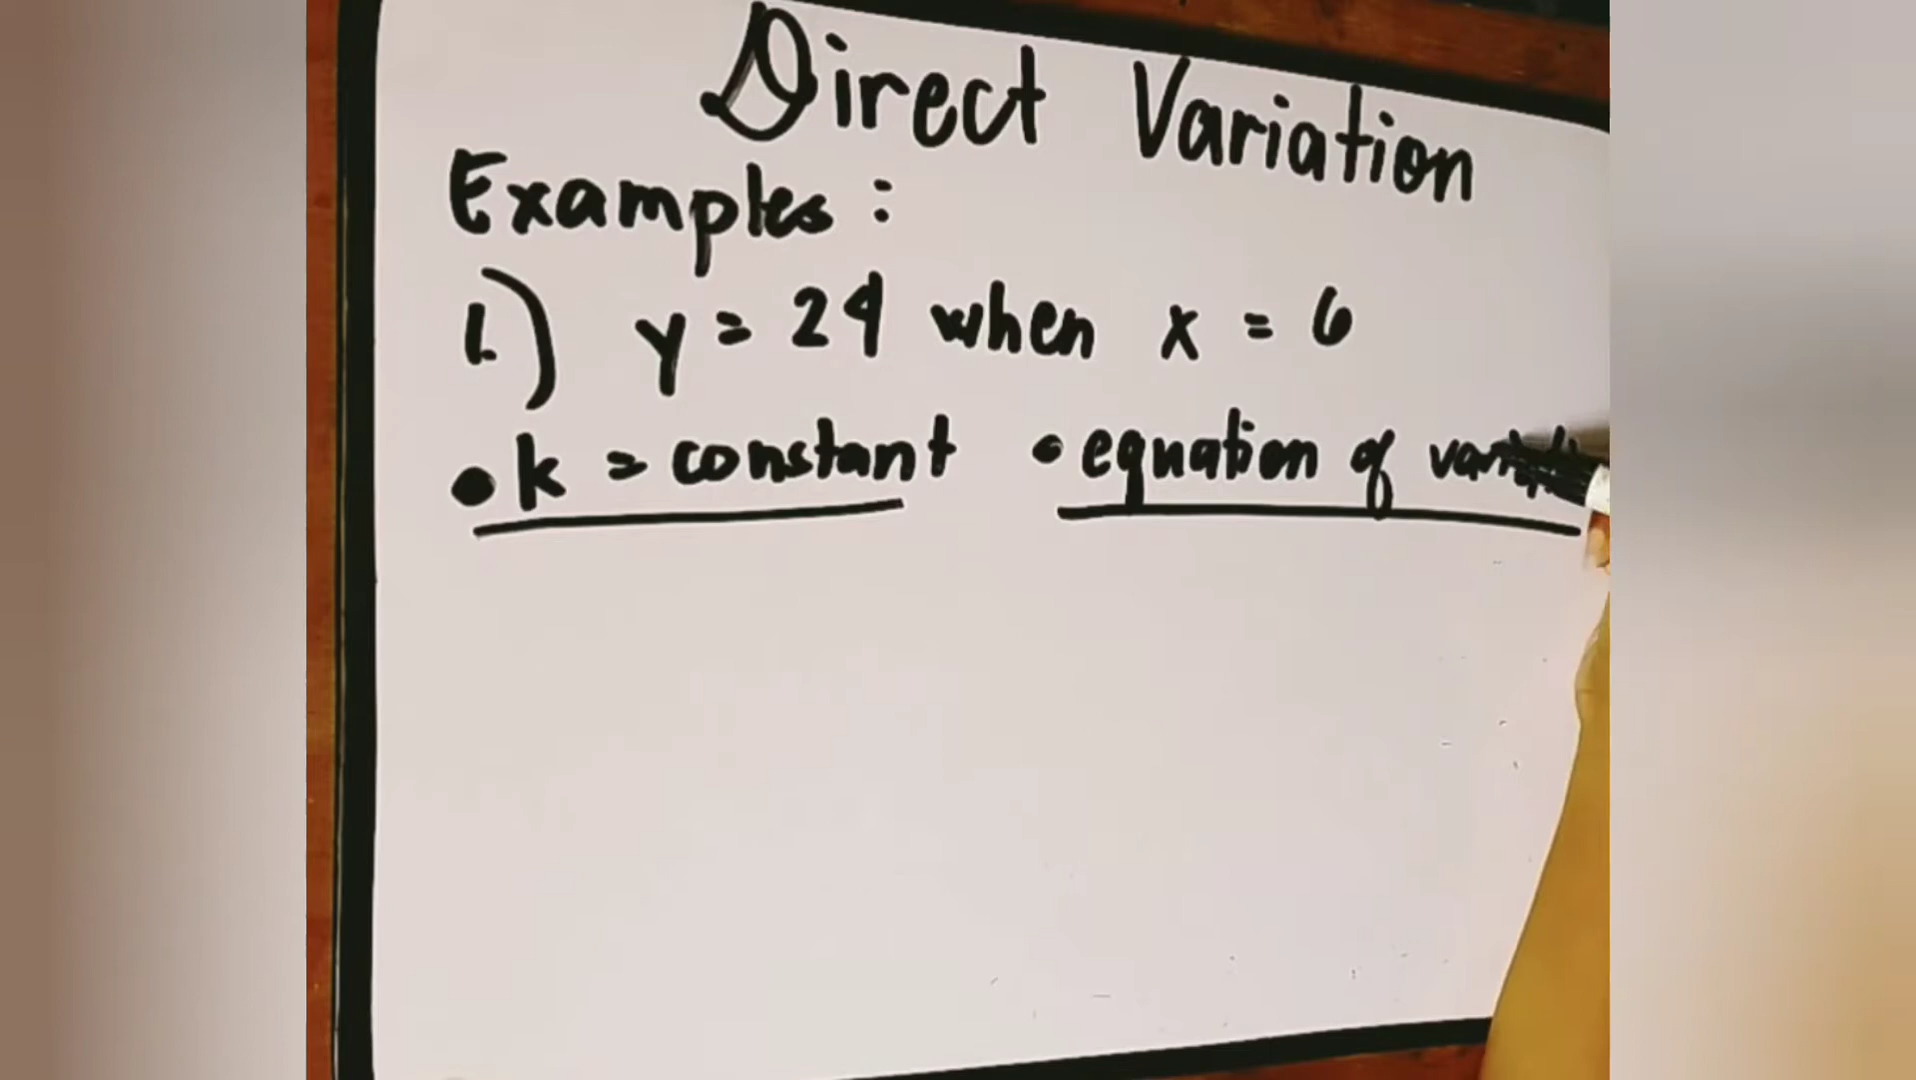 Direct Variation
Examples :
1.) y = 24 when x = 6
• k = constant • equation of